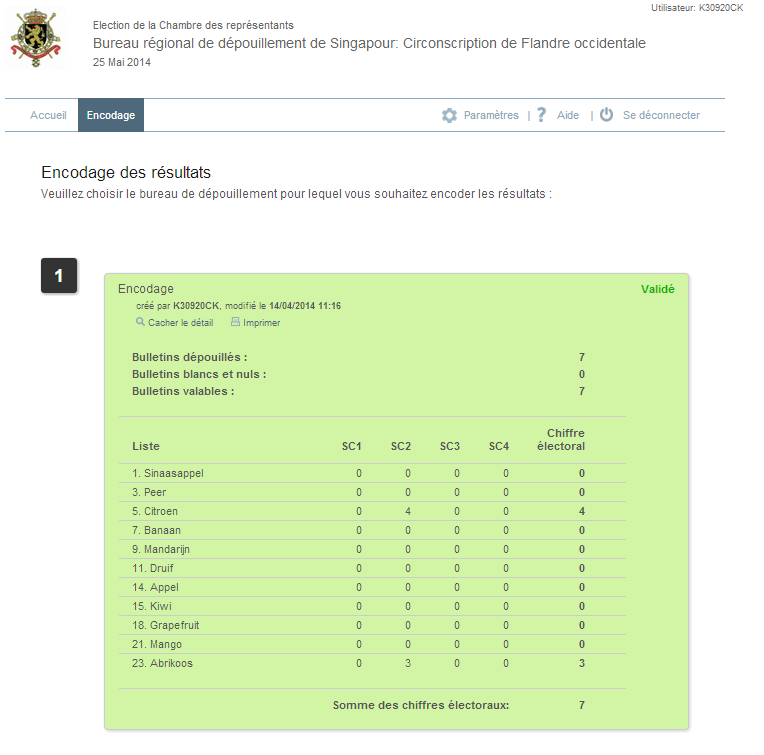 Utilisateur: K30920CK
Election de la Chambre des représentants
Bureau régional de dépouillement de Singapour: Circonscription de Flandre occidentale
25 Mai 2014
Accueil Encodage Paramètres | ? Aide | Se déconnecter
Encodage des résultats
Veuillez choisir le bureau de dépouillement pour lequel vous souhaitez encoder les résultats :
1
Encodage Validé
créé par K30920CK, modifié le 14/04/2014 11:16
Cacher le détail Imprimer
Bulletins dépouillés : 7
Bulletins blancs et nuls : 0
Bulletins valables : 7
Liste SC1 SC2 SC3 SC4 Chiffre électoral
1. Sinaasappel 0 0 0 0 0
3. Peer 0 0 0 0 0
5. Citroen 0 4 0 0 4
7. Banaan 0 0 0 0 0
9. Mandarijn 0 0 0 0 0
11. Druif 0 0 0 0 0
14. Appel 0 0 0 0 0
15. Kiwi 0 0 0 0 0
18. Grapefruit 0 0 0 0 0
21. Mango 0 0 0 0 0
23. Abrikoos 0 3 0 0 3
Somme des chiffres électoraux: 7